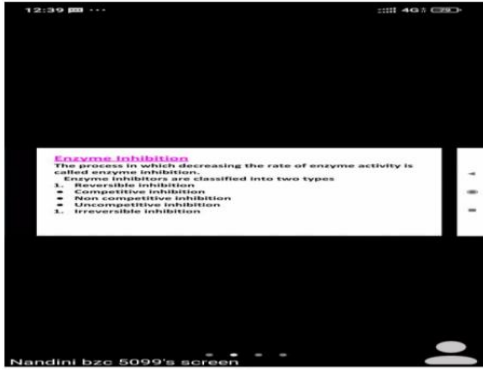 12:39
4G
Enzyme Inhibition
The process in which decreasing the rate of enzyme activity is
called enzyme inhibition.
Enzyme inhibitors are classified into two types
1. Reversible inhibition
• Competitive inhibition
• Non competitive inhibition
• Uncompetitive inhibition
1. Irreversible inhibition
Nandini bzc 5099's screen